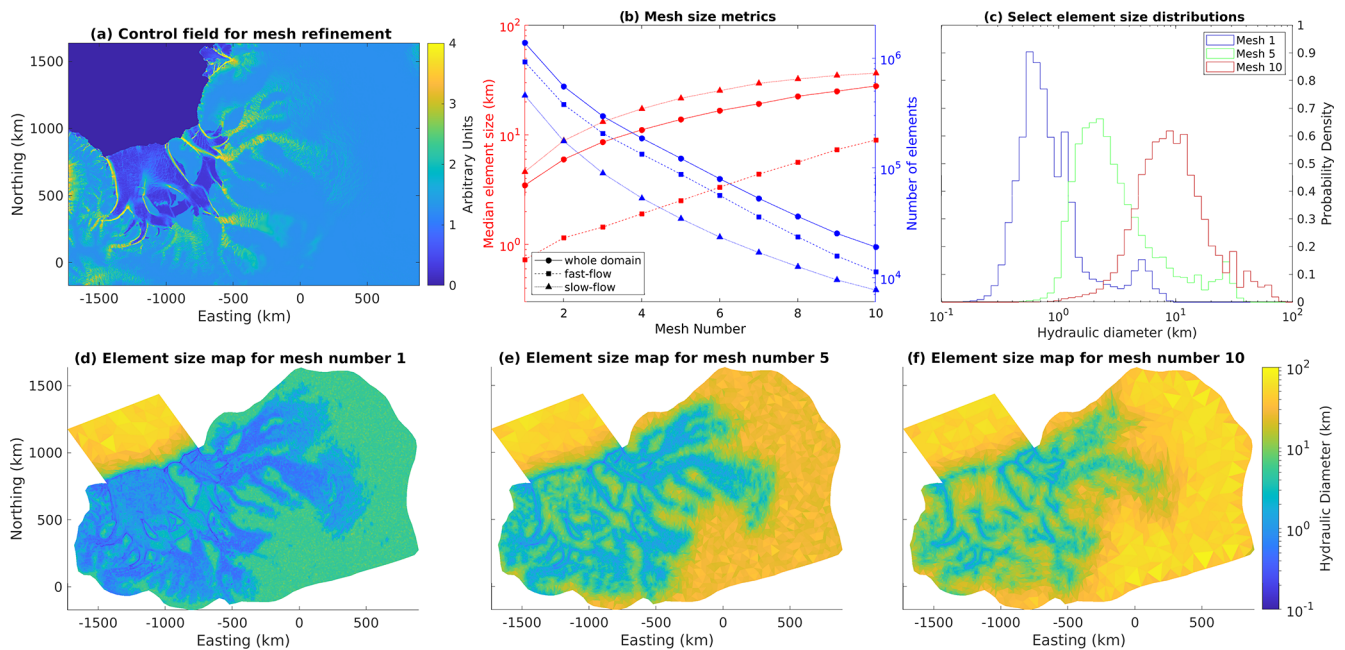 (a) Control field for mesh refinement
1500
1000
500
0
Northing (km)
-1500
-1000
-500
0
500
Easting (km)
4
3
2
1
0
Arbitrary Units
(b) Mesh size metrics
10^2
10^1
10^0
Median element size (km)
10^6
10^5
10^4
Number of elements
whole domain
fast-flow
slow-flow
2
4
6
8
10
Mesh Number
(c) Select element size distributions
Mesh 1
Mesh 5
Mesh 10
1
0.9
0.8
0.7
0.6
0.5
0.4
0.3
0.2
0.1
0
Probability Density
10^-1
10^0
10^1
10^2
Hydraulic diameter (km)
(d) Element size map for mesh number 1
1500
1000
500
0
Northing (km)
-1500
-1000
-500
0
500
Easting (km)
(e) Element size map for mesh number 5
-1500
-1000
-500
0
500
Easting (km)
(f) Element size map for mesh number 10
-1500
-1000
-500
0
500
Easting (km)
10^2
10^1
10^0
10^-1
Hydraulic Diameter (km)